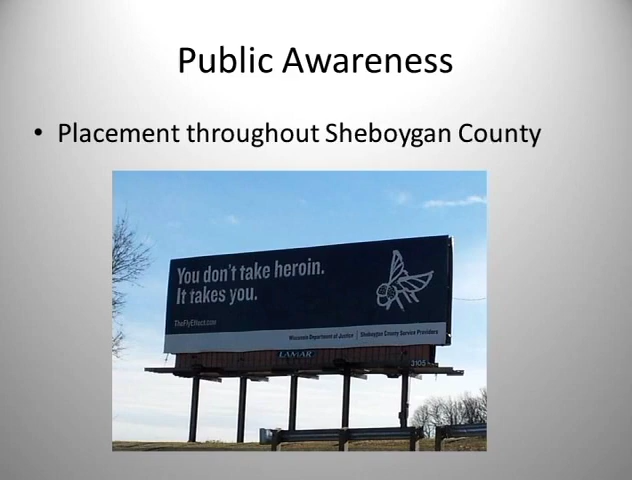 Public Awareness
• Placement throughout Sheboygan County
You don't take heroin.
It takes you.
TheFlyEffect.com
Wisconsin Department of Justice | Sheboygan County Service Providers
LAMAR
3105